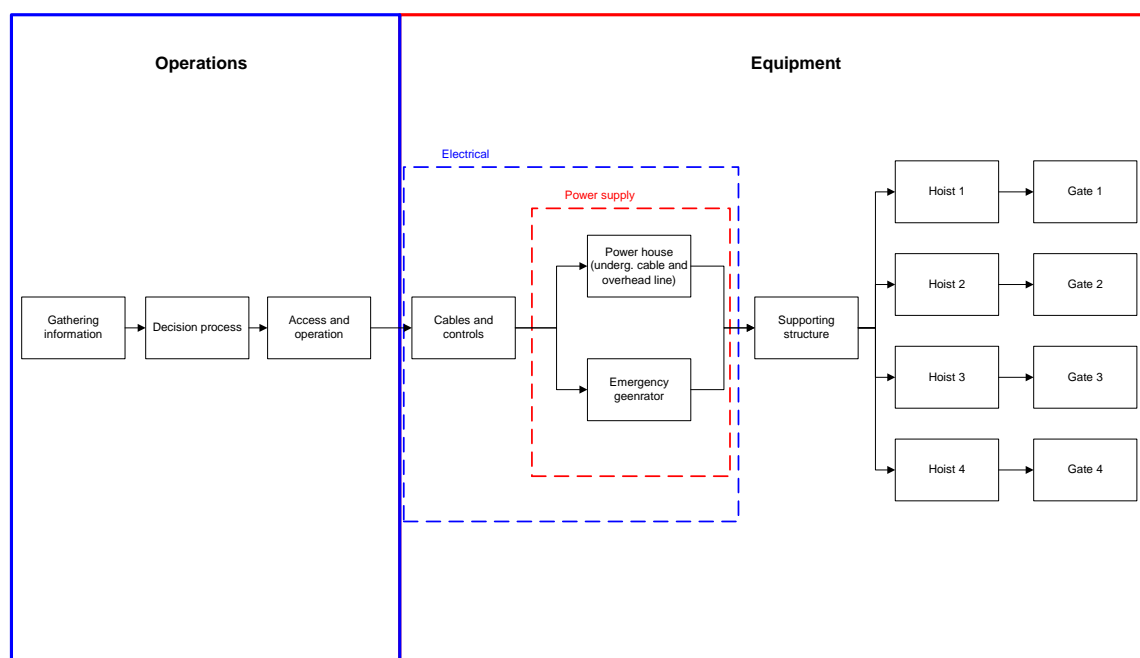 Operations
Equipment
Electrical
Power supply
Gathering
information
Decision process
Access and
operation
Cables and
controls
Power house
(underg. cable and
overhead line)
Emergency
geenrator
Supporting
structure
Hoist 1
Gate 1
Hoist 2
Gate 2
Hoist 3
Gate 3
Hoist 4
Gate 4